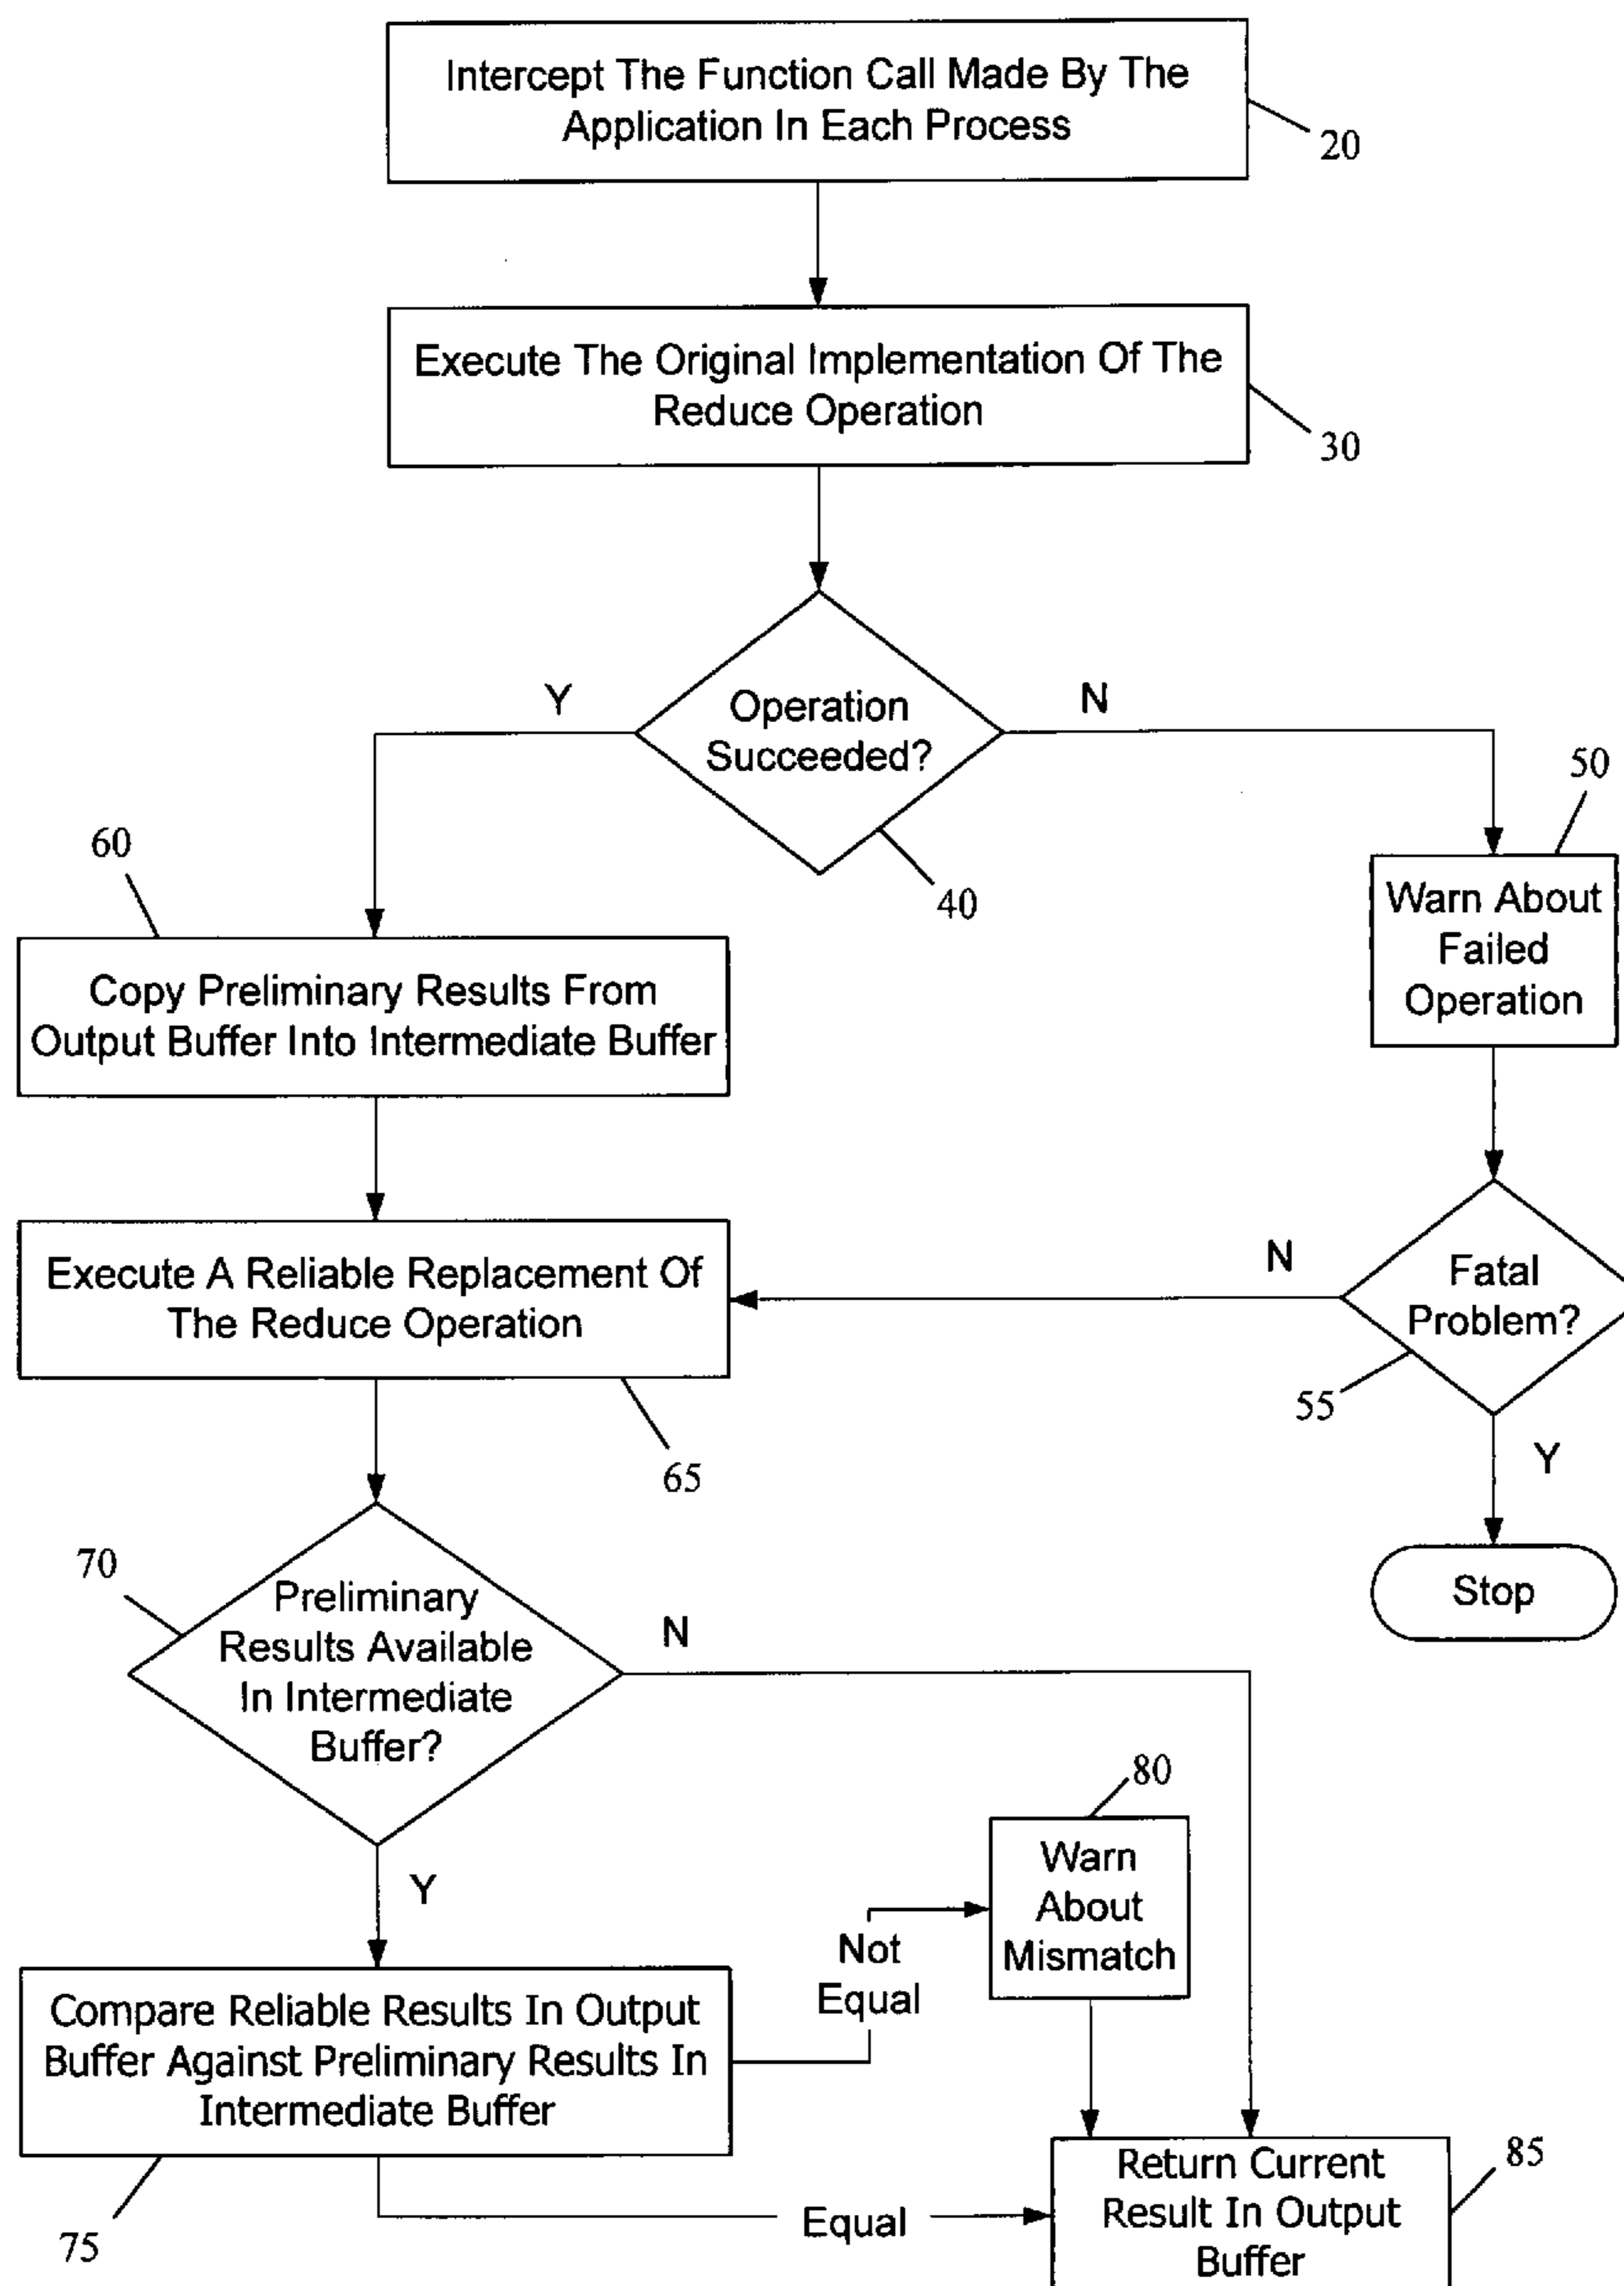 Intercept The Function Call Made By The
Application In Each Process
20
Execute The Original Implementation Of The
Reduce Operation
30
Operation
Succeeded?
Y
N
40
50
Warn About
Failed
Operation
60
Copy Preliminary Results From
Output Buffer Into Intermediate Buffer
Execute A Reliable Replacement Of
The Reduce Operation
65
N
Fatal
Problem?
55
Y
Stop
70
Preliminary
Results Available
In Intermediate
Buffer?
N
Y
80
Warn
About
Mismatch
Not
Equal
Compare Reliable Results In Output
Buffer Against Preliminary Results In
Intermediate Buffer
75
Equal
Return Current
Result In Output
Buffer
85